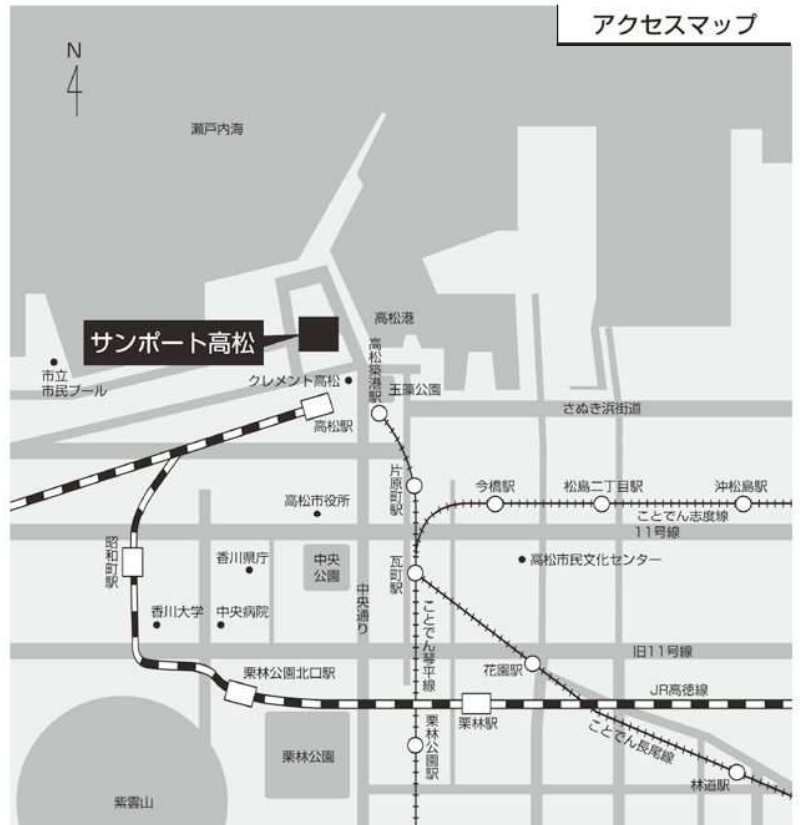 アクセスマップ
N
瀬戸内海
高松港
サンポート高松
高松築港駅
市立
市民プール
クレメント高松
玉藻公園
さぬき浜街道
高松駅
片原町駅
今橋駅
松島二丁目駅
沖松島駅
高松市役所
ことでん志度線
11号線
昭和町駅
香川県庁
中央
公園
瓦町駅
高松市民文化センター
中央通り
香川大学
中央病院
ことでん琴平線
旧11号線
花園駅
栗林公園北口駅
JR高徳線
栗林駅
栗林公園駅
ことでん長尾線
栗林公園
林道駅
紫雲山